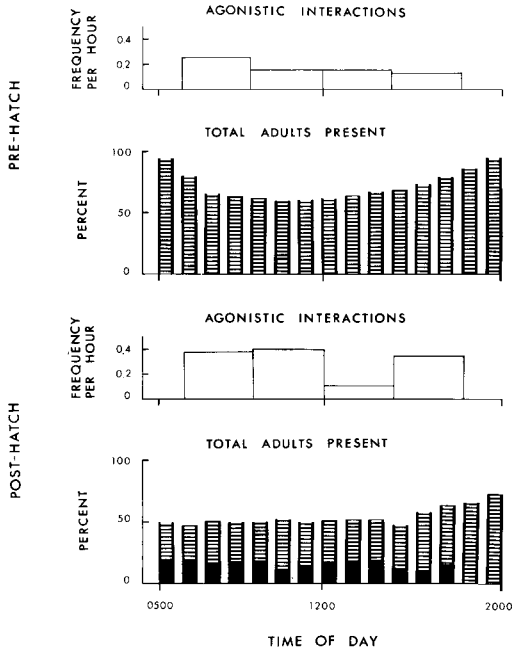 AGONISTIC INTERACTIONS
PRE-HATCH
FREQUENCY
PER HOUR
0.4
0.2
0
TOTAL ADULTS PRESENT
PERCENT
100
50
0
AGONISTIC INTERACTIONS
POST-HATCH
FREQUENCY
PER HOUR
0.4
0.2
0
TOTAL ADULTS PRESENT
PERCENT
100
50
0
0500
1200
2000
TIME OF DAY